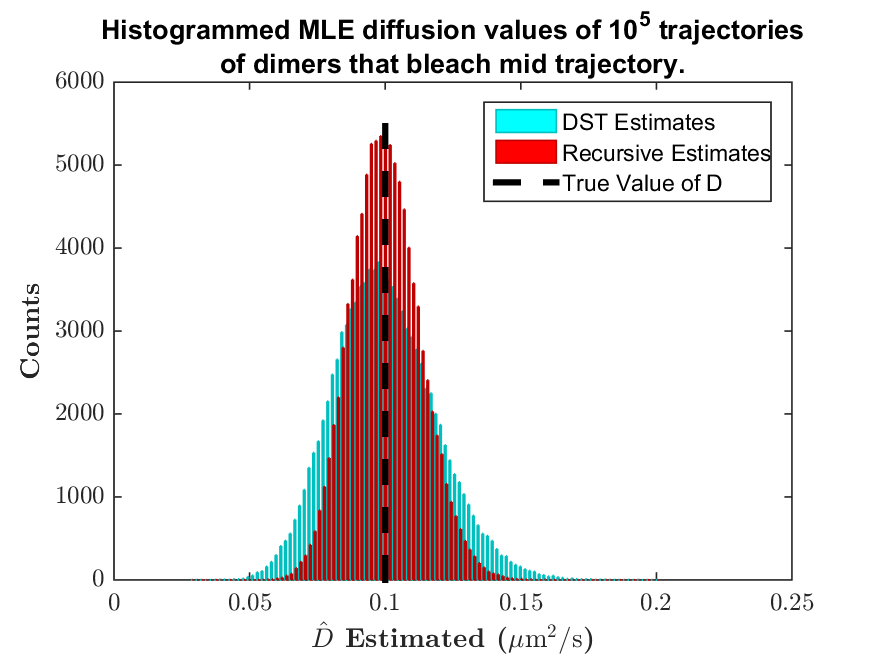 Histogrammed MLE diffusion values of 10⁵ trajectories
of dimers that bleach mid trajectory.
6000
5000
4000
3000
2000
1000
0
Counts
DST Estimates
Recursive Estimates
True Value of D
0 0.05 0.1 0.15 0.2 0.25
D̂ Estimated (μm²/s)